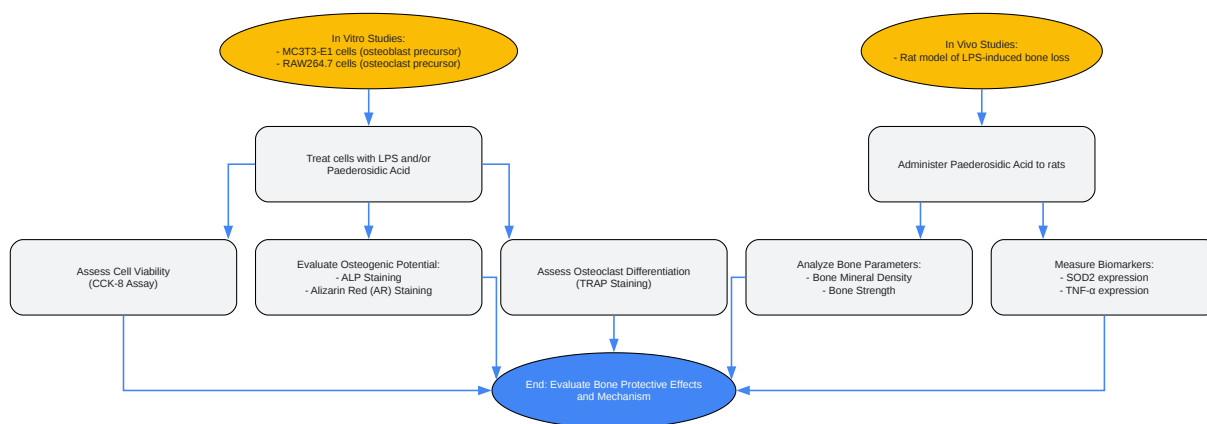 In Vitro Studies:
- MC3T3-E1 cells (osteoblast precursor)
- RAW264.7 cells (osteoclast precursor)
In Vivo Studies:
- Rat model of LPS-induced bone loss
Treat cells with LPS and/or
Paederosidic Acid
Administer Paederosidic Acid to rats
Assess Cell Viability
(CCK-8 Assay)
Evaluate Osteogenic Potential:
- ALP Staining
- Alizarin Red (AR) Staining
Assess Osteoclast Differentiation
(TRAP Staining)
Analyze Bone Parameters:
- Bone Mineral Density
- Bone Strength
Measure Biomarkers:
- SOD2 expression
- TNF-α expression
End: Evaluate Bone Protective Effects
and Mechanism